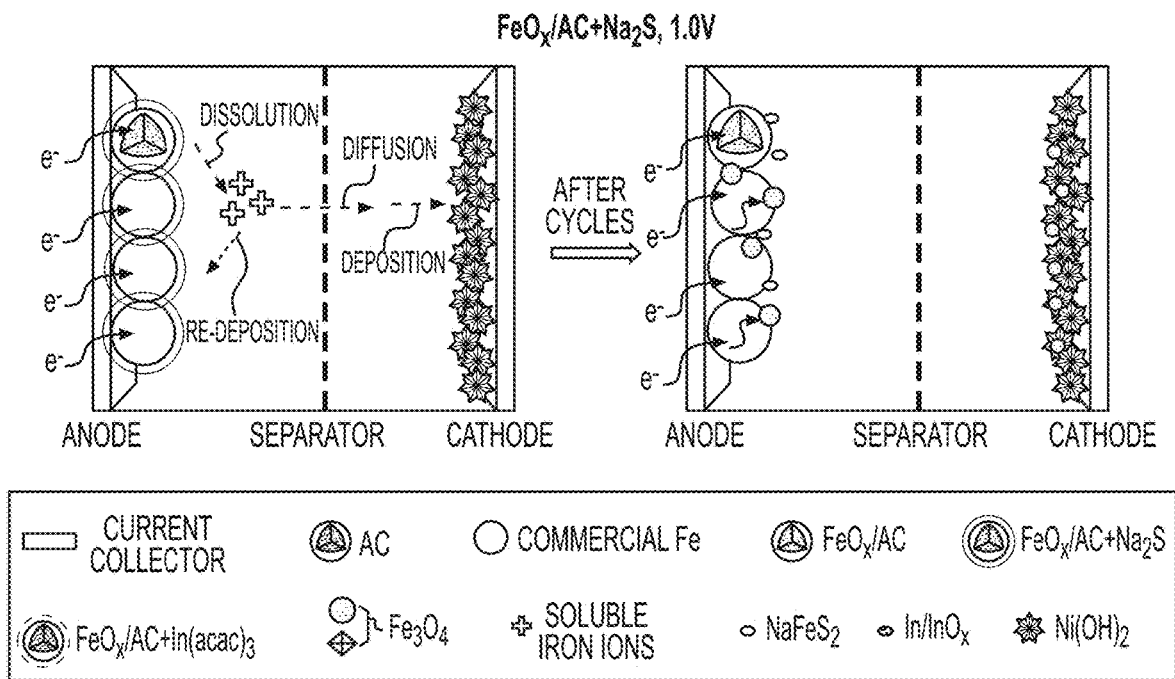 FeOₓ/AC+Na₂S, 1.0V
DISSOLUTION
DIFFUSION
DEPOSITION
RE-DEPOSITION
e⁻
e⁻
e⁻
e⁻
ANODE
SEPARATOR
CATHODE
AFTER
CYCLES
e⁻
e⁻
e⁻
e⁻
ANODE
SEPARATOR
CATHODE
CURRENT
COLLECTOR
AC
COMMERCIAL Fe
FeOₓ/AC
FeOₓ/AC+Na₂S
FeOₓ/AC+In(acac)₃
Fe₃O₄
SOLUBLE
IRON IONS
NaFeS₂
In/InOₓ
Ni(OH)₂